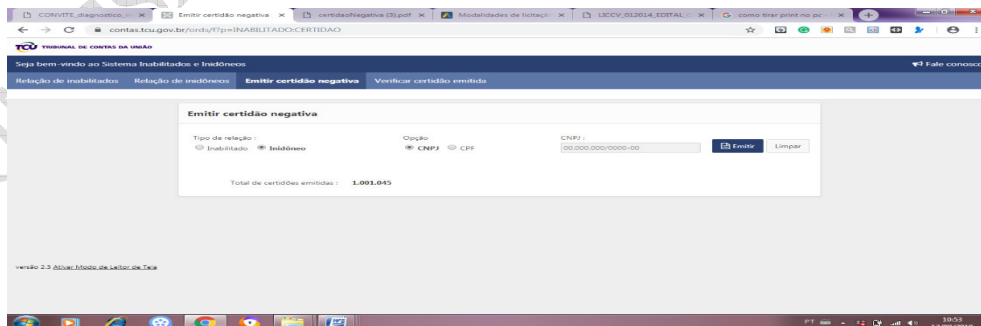 CONVITE_diagnostico_
Emitir certidão negativa
certidaoNegativa (3).pdf
Modalidades de licitaçã
LICCV_012014_EDITAL_
como tirar print no pc
contas.tcu.gov.br/ords/f?p=INABILITADO:CERTIDAO
TCU TRIBUNAL DE CONTAS DA UNIÃO
Seja bem-vindo ao Sistema Inabilitados e Inidôneos
Fale conosco
Relação de inabilitados Relação de inidôneos Emitir certidão negativa Verificar certidão emitida
Emitir certidão negativa
Tipo de relação : Opção CNPJ :
Inabilitado Inidôneo CNPJ CPF 00.000.000/0000-00 Emitir Limpar
Total de certidões emitidas : 1.001.045
versão 2.3 Ativar Modo de Leitor de Tela
PT 10:53